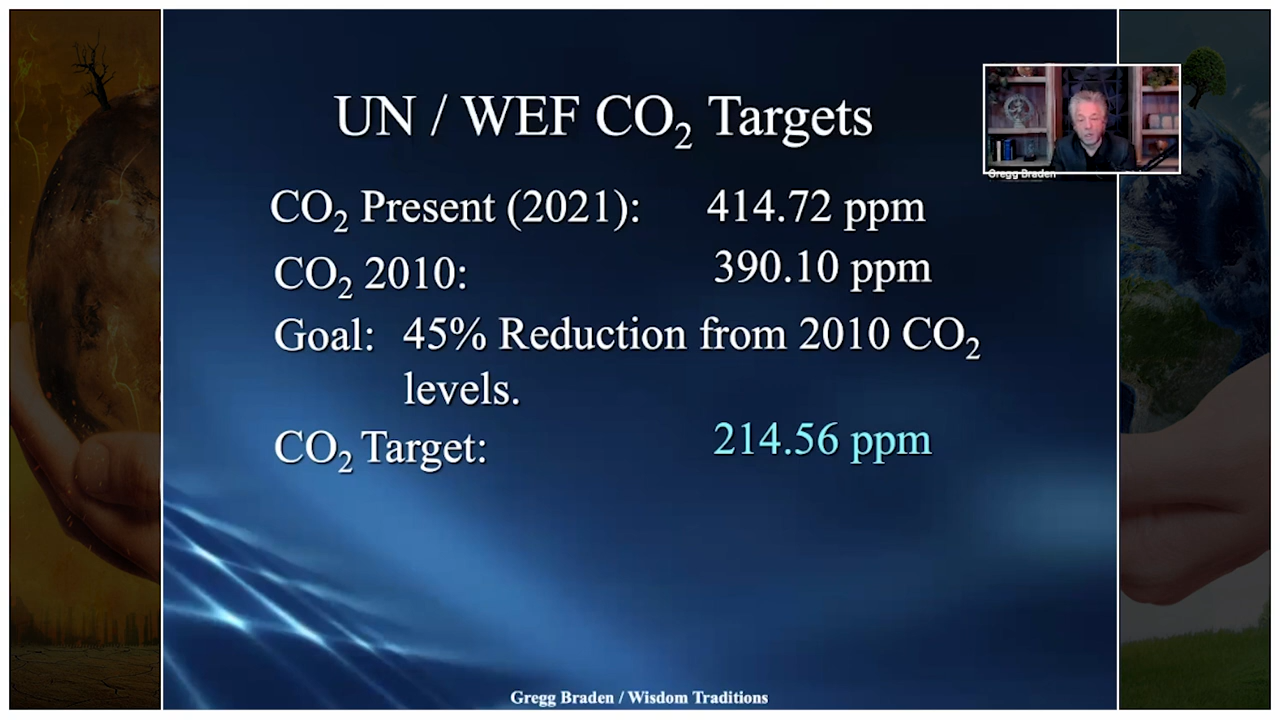 UN / WEF CO₂ Targets
Gregg Braden
CO₂ Present (2021): 414.72 ppm
CO₂ 2010: 390.10 ppm
Goal: 45% Reduction from 2010 CO₂
levels.
CO₂ Target: 214.56 ppm
Gregg Braden / Wisdom Traditions